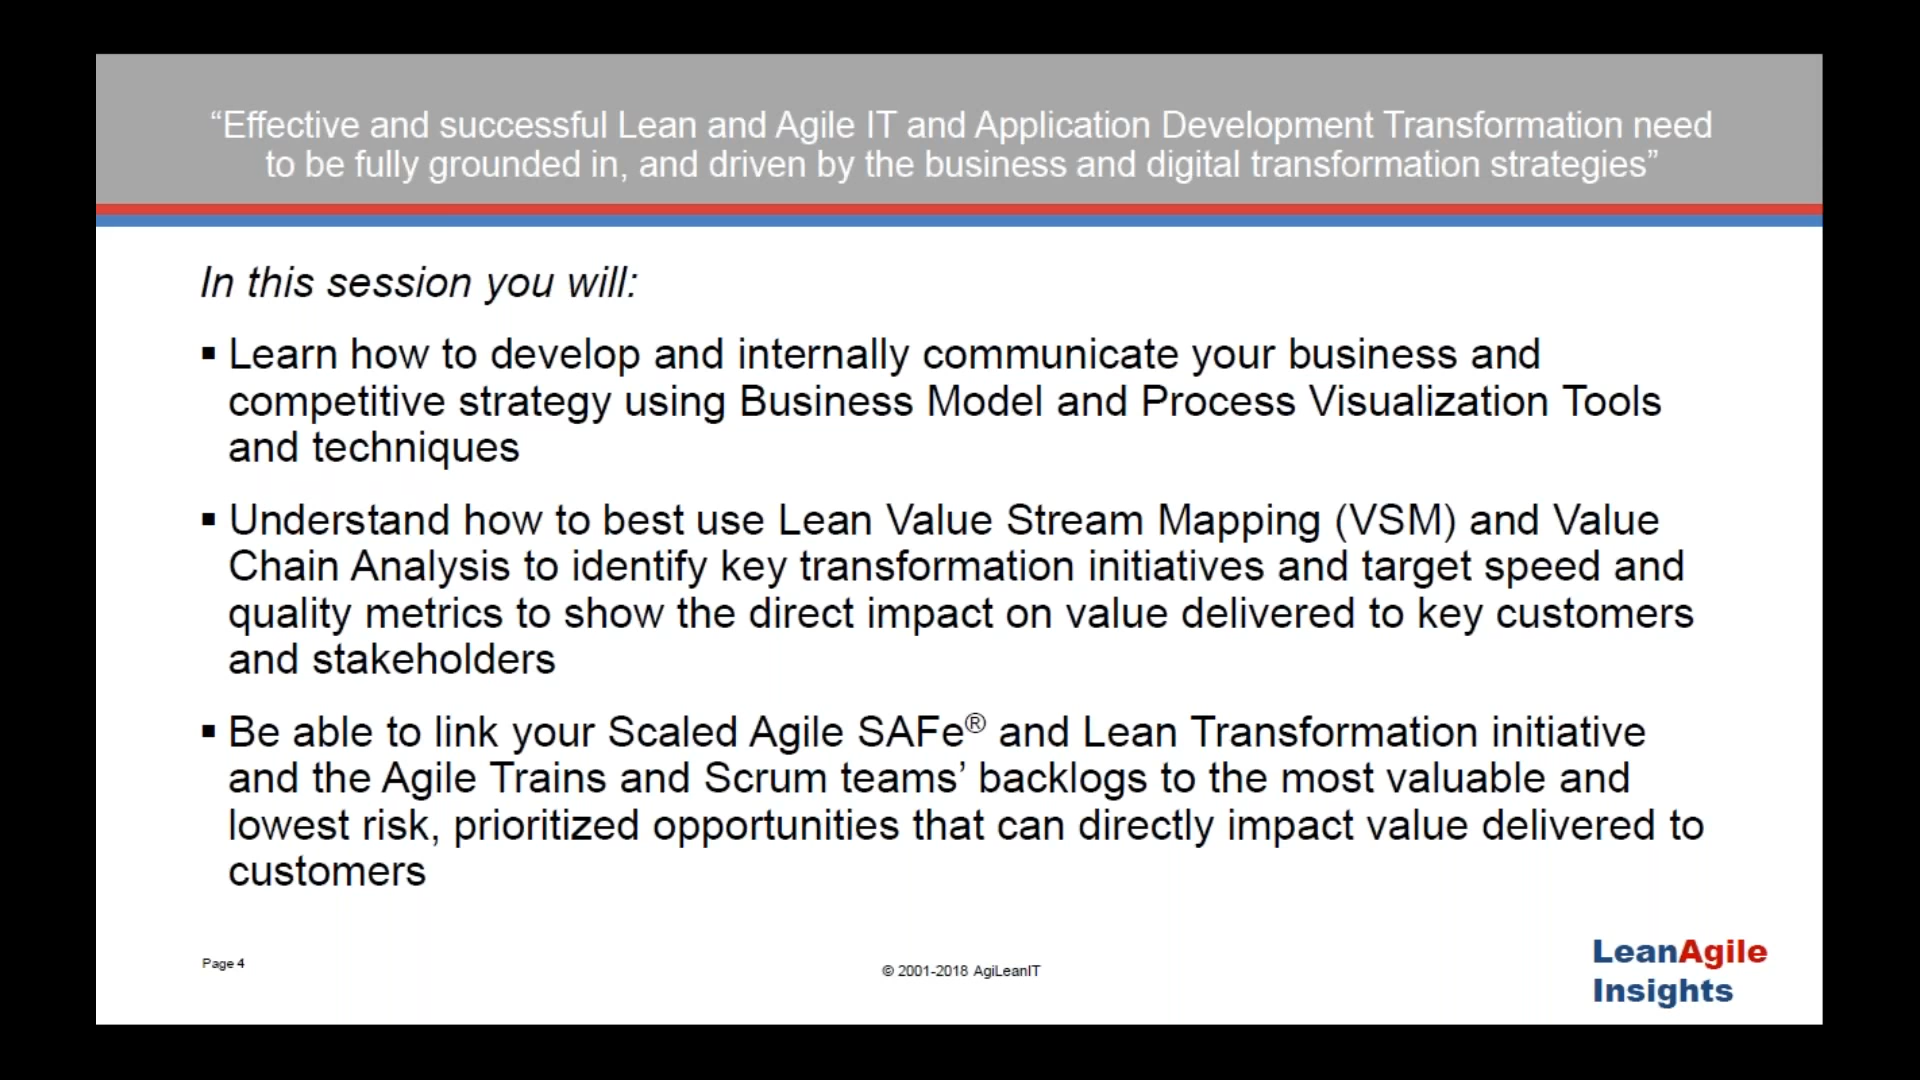 “Effective and successful Lean and Agile IT and Application Development Transformation need
to be fully grounded in, and driven by the business and digital transformation strategies”
In this session you will:
▪ Learn how to develop and internally communicate your business and
competitive strategy using Business Model and Process Visualization Tools
and techniques
▪ Understand how to best use Lean Value Stream Mapping (VSM) and Value
Chain Analysis to identify key transformation initiatives and target speed and
quality metrics to show the direct impact on value delivered to key customers
and stakeholders
▪ Be able to link your Scaled Agile SAFe® and Lean Transformation initiative
and the Agile Trains and Scrum teams’ backlogs to the most valuable and
lowest risk, prioritized opportunities that can directly impact value delivered to
customers
Page 4
© 2001-2018 AgiLeanIT
LeanAgile
Insights